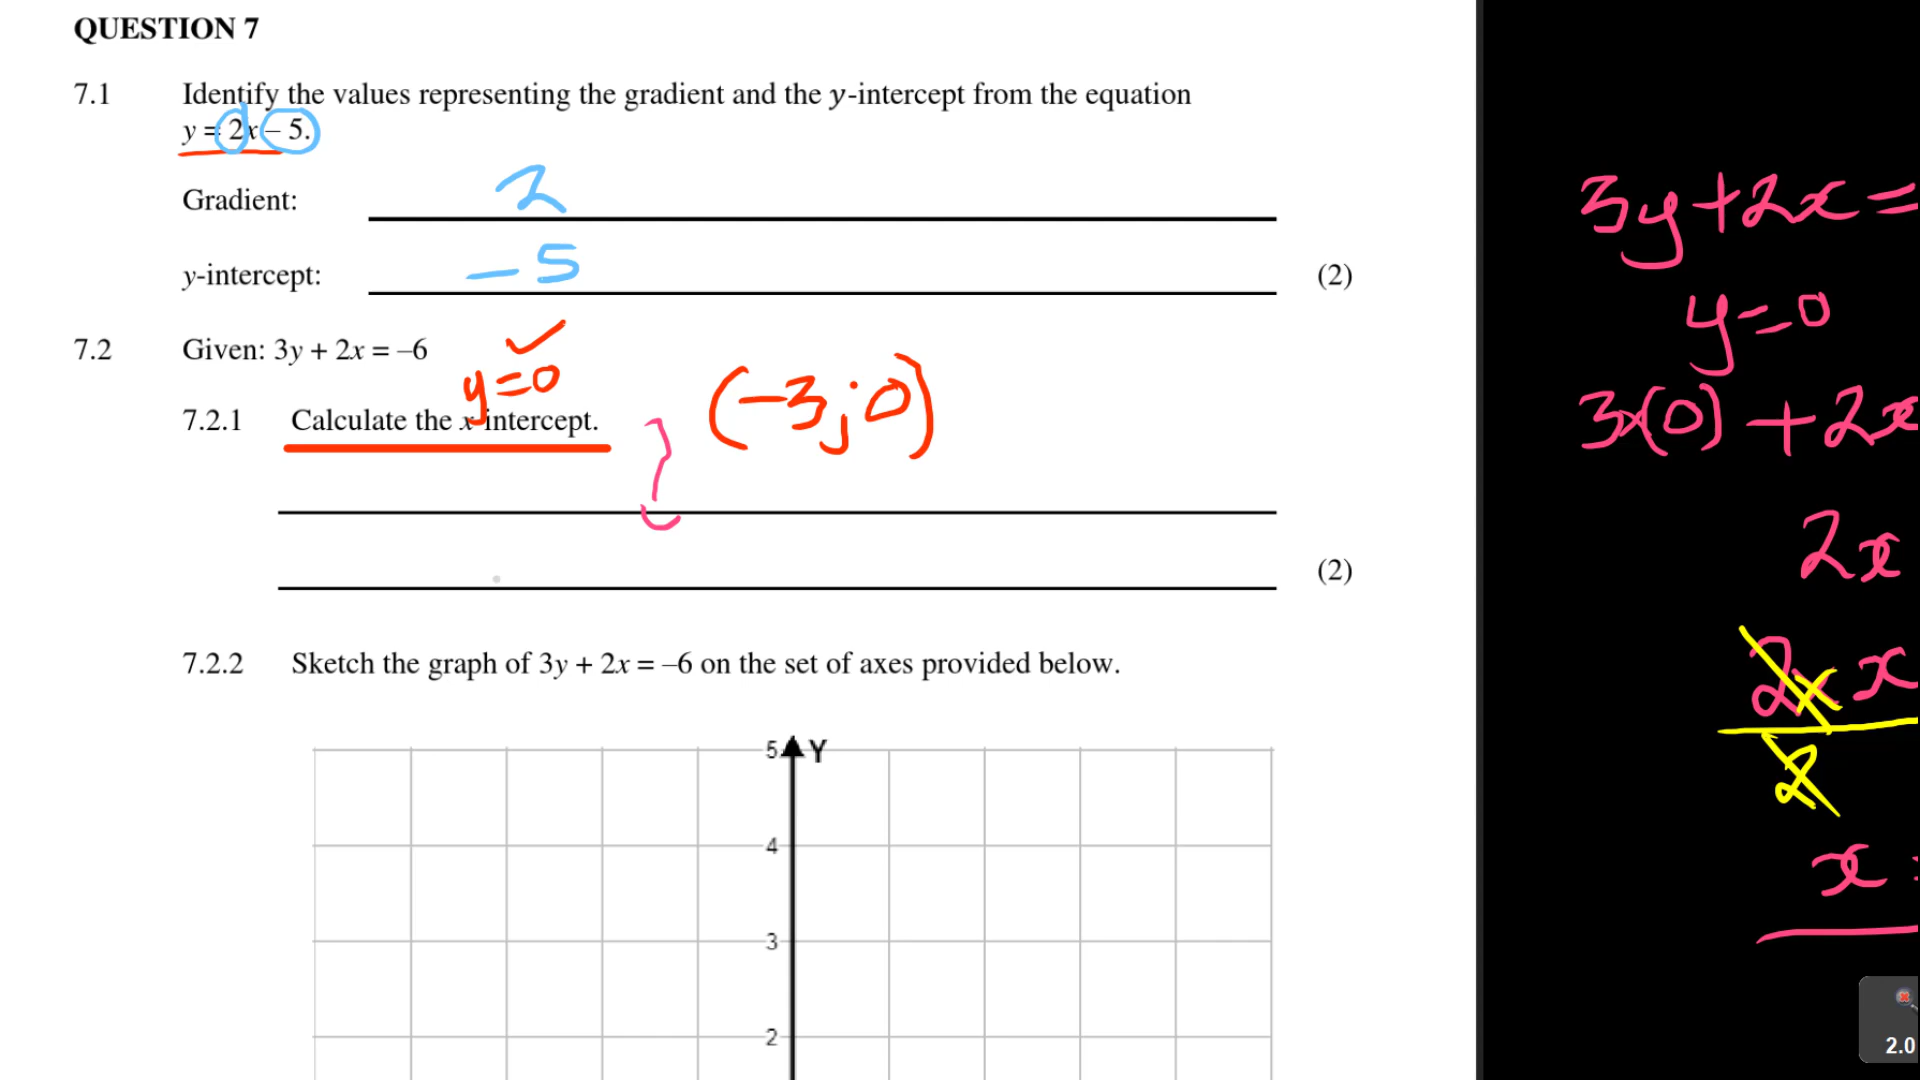 QUESTION 7
7.1 Identify the values representing the gradient and the y-intercept from the equation
y = 2x – 5.
Gradient: 2
y-intercept: – 5 (2)
7.2 Given: 3y + 2x = –6
y=0
7.2.1 Calculate the x-intercept. (-3;0)
(2)
7.2.2 Sketch the graph of 3y + 2x = –6 on the set of axes provided below.
5 Y
4
3
2
3y+2x=
y=0
3x(0) +2x
2x
2x x
2
x =
2.0